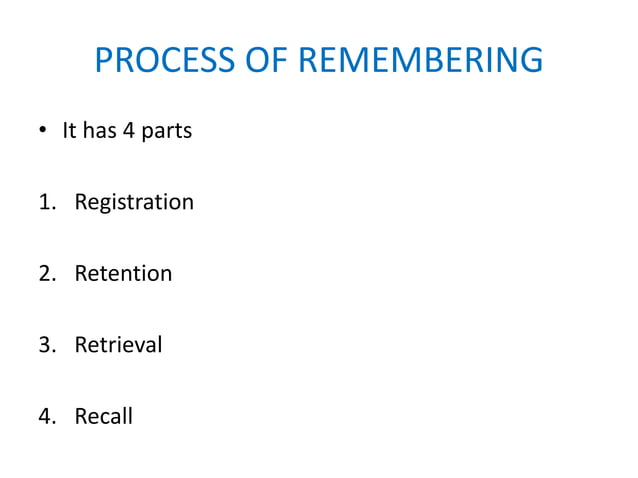 PROCESS OF REMEMBERING
• It has 4 parts
1. Registration
2. Retention
3. Retrieval
4. Recall